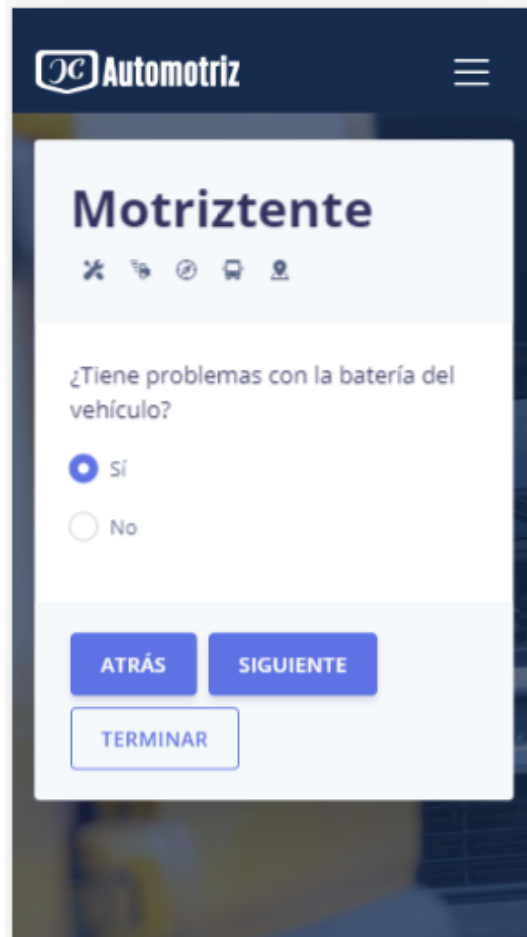 JC Automotriz
Motriztente
¿Tiene problemas con la batería del
vehículo?
Sí
No
ATRÁS
SIGUIENTE
TERMINAR